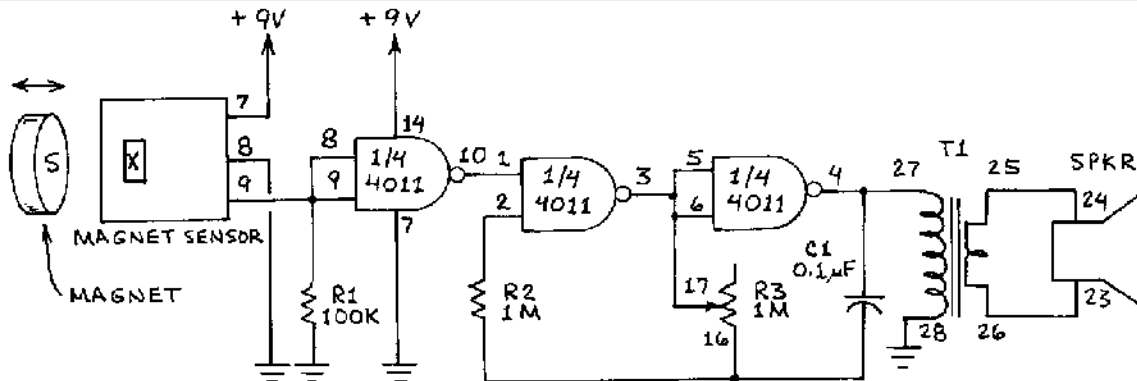 +9V
+9V
7
8
9
S
X
MAGNET SENSOR
MAGNET
R1
100K
8
9
14
1/4
4011
7
10
1
2
1/4
4011
3
R2
1M
5
6
1/4
4011
4
17
R3
1M
16
C1
0.1µF
27
28
T1
25
26
SPKR
24
23